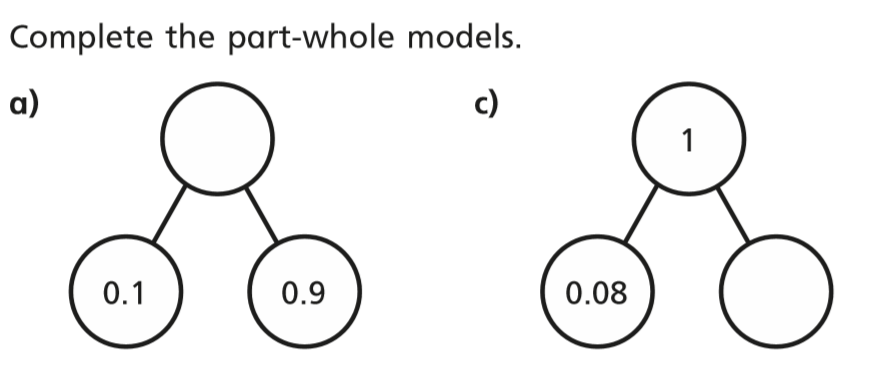 Complete the part-whole models.
a)
c)
1
0.1
0.9
0.08